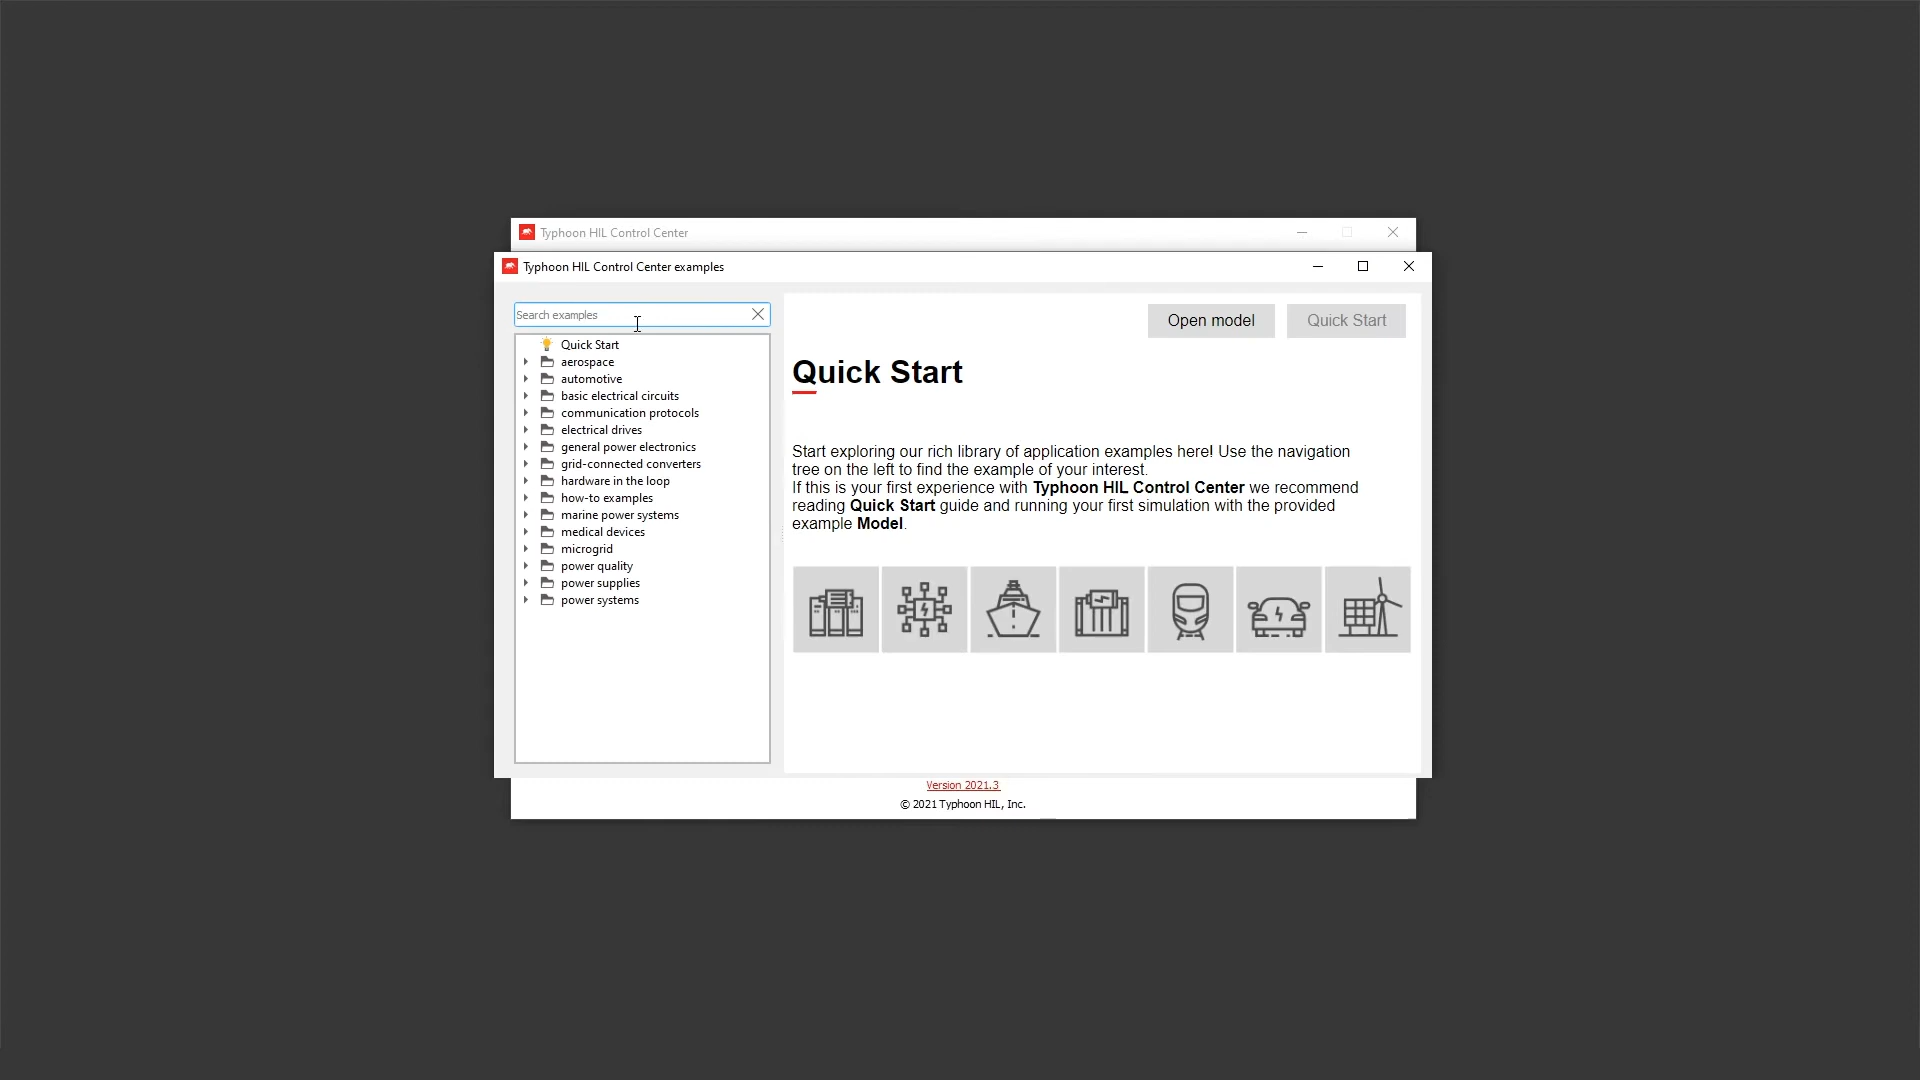 Typhoon HIL Control Center
Typhoon HIL Control Center examples
Search examples
Quick Start
aerospace
automotive
basic electrical circuits
communication protocols
electrical drives
general power electronics
grid-connected converters
hardware in the loop
how-to examples
marine power systems
medical devices
microgrid
power quality
power supplies
power systems
Open model
Quick Start
Quick Start
Start exploring our rich library of application examples here! Use the navigation
tree on the left to find the example of your interest.
If this is your first experience with Typhoon HIL Control Center we recommend
reading Quick Start guide and running your first simulation with the provided
example Model.
Version 2021.3
© 2021 Typhoon HIL, Inc.